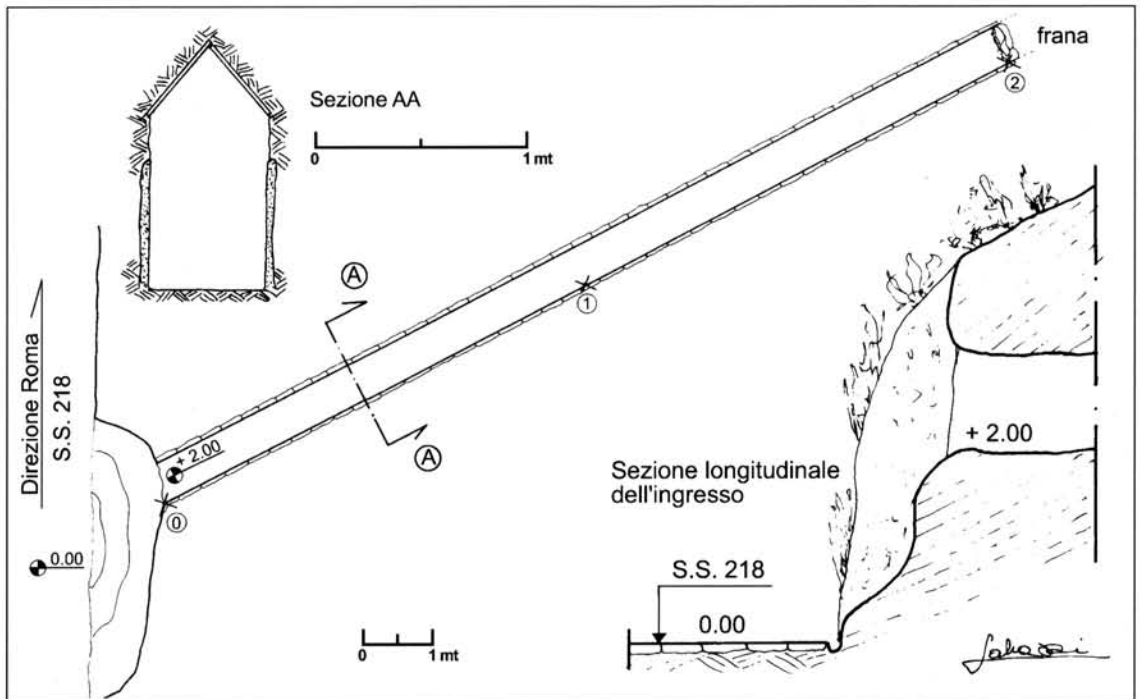 frana
2
Sezione AA
0
1 mt
A
1
Direzione Roma
S.S. 218
+ 2.00
A
0
0.00
+ 2.00
Sezione longitudinale
dell'ingresso
S.S. 218
0.00
0
1 mt